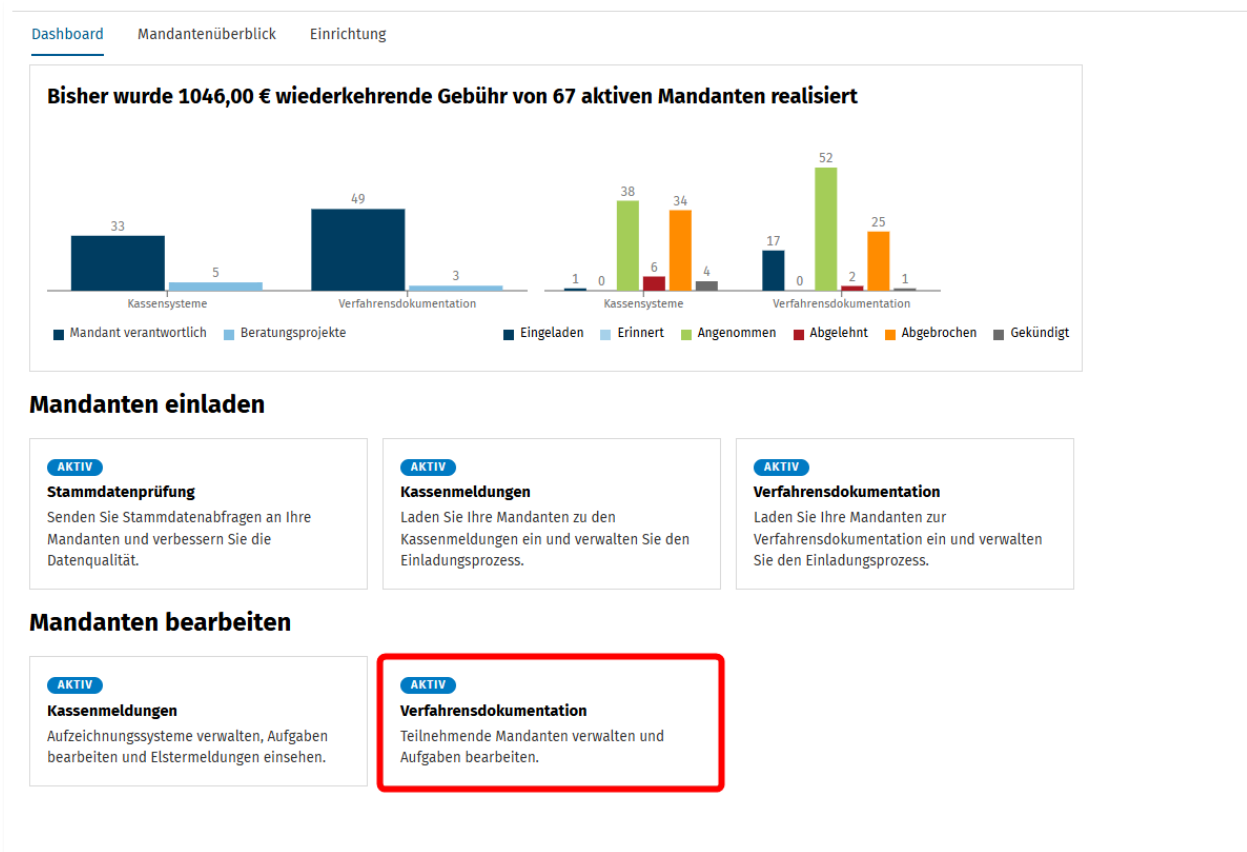 Dashboard Mandantenüberblick Einrichtung
Bisher wurde 1046,00 € wiederkehrende Gebühr von 67 aktiven Mandanten realisiert
33 5 49 3
Kassensysteme Verfahrensdokumentation
Mandant verantwortlich Beratungsprojekte
1 0 38 6 34 4 17 0 52 2 25 1
Kassensysteme Verfahrensdokumentation
Eingeladen Erinnert Angenommen Abgelehnt Abgebrochen Gekündigt
Mandanten einladen
AKTIV
Stammdatenprüfung
Senden Sie Stammdatenabfragen an Ihre
Mandanten und verbessern Sie die
Datenqualität.
AKTIV
Kassenmeldungen
Laden Sie Ihre Mandanten zu den
Kassenmeldungen ein und verwalten Sie den
Einladungsprozess.
AKTIV
Verfahrensdokumentation
Laden Sie Ihre Mandanten zur
Verfahrensdokumentation ein und verwalten
Sie den Einladungsprozess.
Mandanten bearbeiten
AKTIV
Kassenmeldungen
Aufzeichnungssysteme verwalten, Aufgaben
bearbeiten und Elstermeldungen einsehen.
AKTIV
Verfahrensdokumentation
Teilnehmende Mandanten verwalten und
Aufgaben bearbeiten.